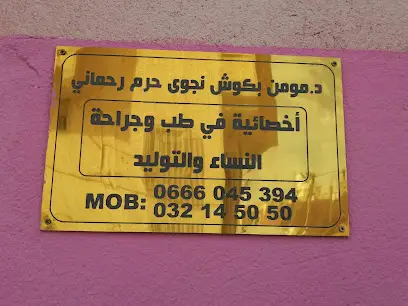 د.مومن بكوش نجوى حرم رحماني
أخصائية في طب وجراحة
النساء والتوليد
MOB: 0666 045 394
032 14 50 50